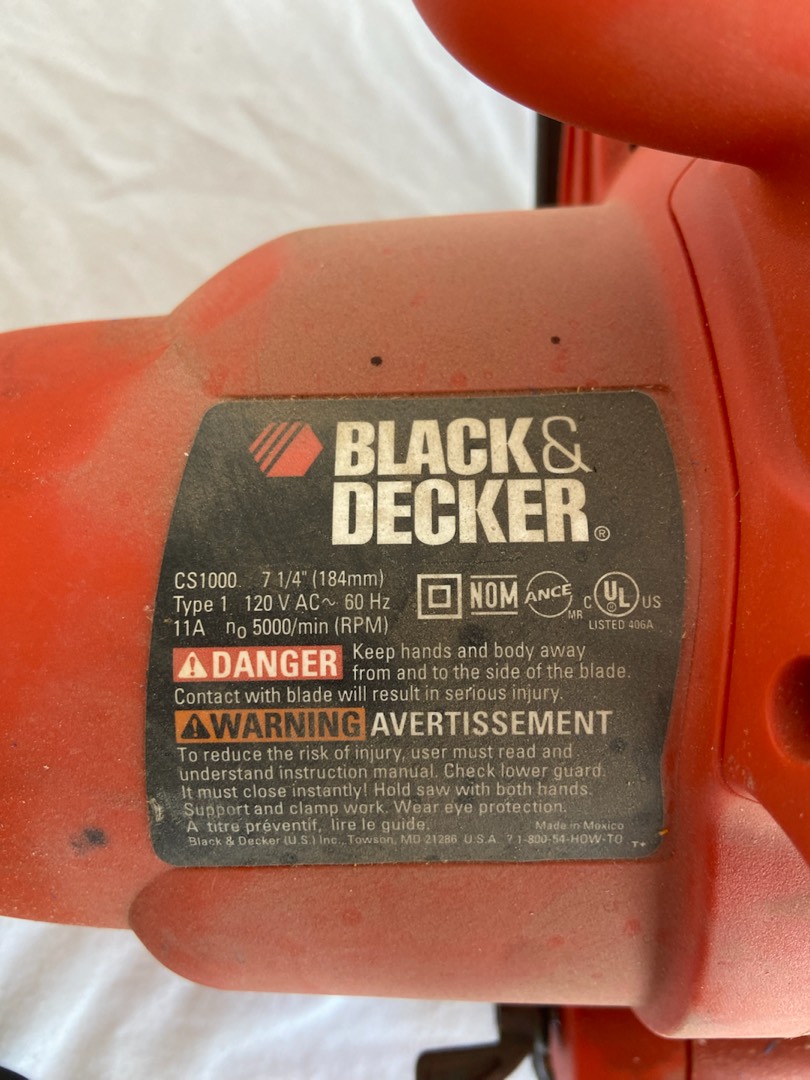 BLACK&
DECKER®
CS1000 7 1/4" (184mm)
Type 1 120 V AC~ 60 Hz
11A n₀ 5000/min (RPM)
NOM
ANCE
MR
C UL® US
LISTED 406A
DANGER Keep hands and body away
from and to the side of the blade.
Contact with blade will result in serious injury.
WARNING AVERTISSEMENT
To reduce the risk of injury, user must read and
understand instruction manual. Check lower guard.
It must close instantly! Hold saw with both hands.
Support and clamp work. Wear eye protection.
À titre préventif, lire le guide.
Made in Mexico
Black & Decker (U.S.) Inc., Towson, MD 21286 U.S.A. ? 1-800-54-HOW-TO T+